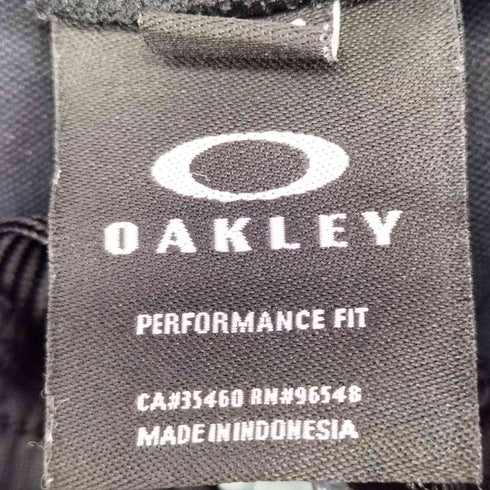 OAKLEY
PERFORMANCE FIT
CA#35460 RN#96548
MADE IN INDONESIA